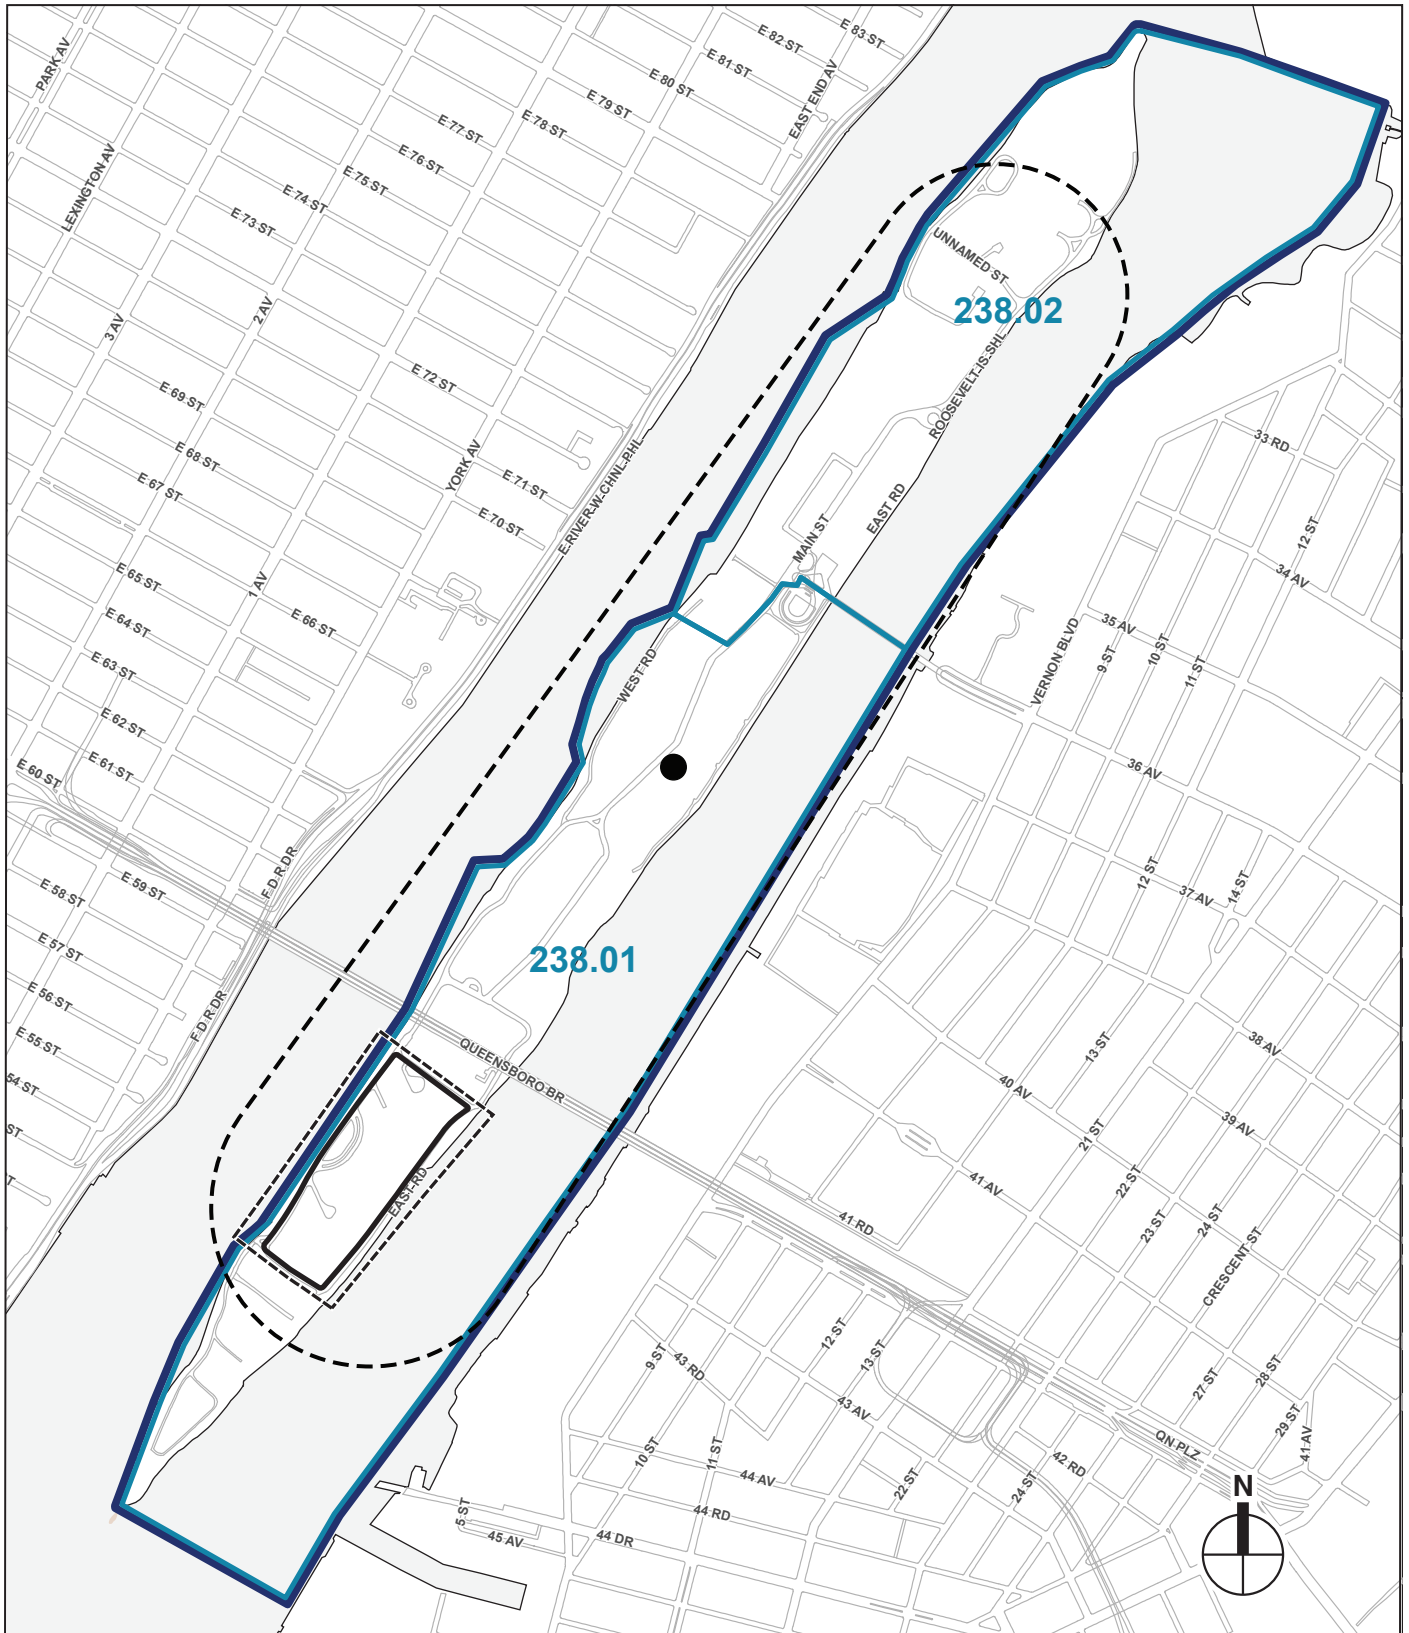 E 83 ST
E 82 ST
E 81 ST
E 80 ST
E 79 ST
E 78 ST
E 77 ST
E 76 ST
E 75 ST
E 74 ST
E 73 ST
PARK AV
LEXINGTON AV
EAST END AV
3 AV
2 AV
E 72 ST
E 71 ST
E 70 ST
E 69 ST
E 68 ST
E 67 ST
YORK AV
E RIVER W CHNL PHL
UNNAMED ST
238.02
ROOSEVELT IS SHL
EAST RD
MAIN ST
WEST RD
E 66 ST
E 65 ST
E 64 ST
E 63 ST
E 62 ST
E 61 ST
E 60 ST
1 AV
E 59 ST
E 58 ST
E 57 ST
E 56 ST
E 55 ST
54 ST
ST
T
F D R DR
F D R DR
238.01
QUEENSBORO BR
EAST RD
33 RD
12 ST
34 AV
35 AV
VERNON BLVD
9 ST
10 ST
11 ST
36 AV
12 ST
37 AV
14 ST
13 ST
38 AV
40 AV
39 AV
21 ST
41 AV
22 ST
23 ST
24 ST
CRESCENT ST
41 RD
12 ST
13 ST
9 ST
43 RD
43 AV
27 ST
28 ST
29 ST
41 AV
QN PLZ
42 RD
24 ST
22 ST
10 ST
11 ST
44 AV
44 RD
44 DR
5 ST
45 AV
N